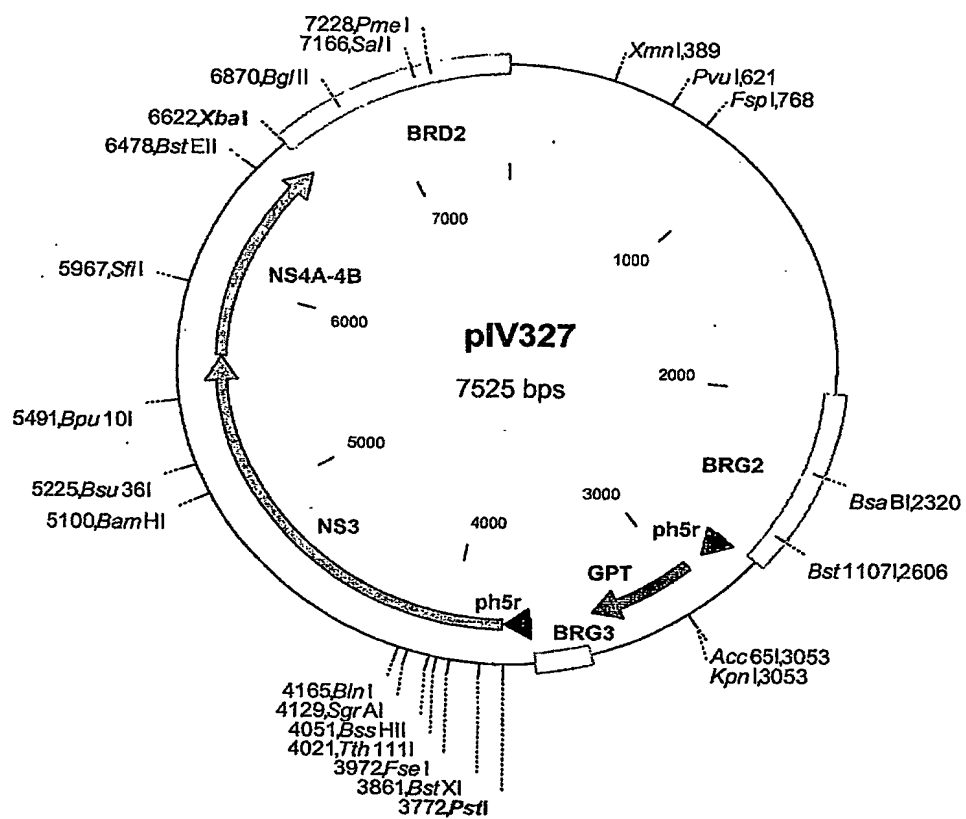 7228,PmeI
7166,SalI
6870,BglII
6622,XbaI
6478,BstEII
XmnI,389
PvuI,621
FspI,768
BRD2
7000
1000
5967,SfiI
NS4A-4B
6000
pIV327
7525 bps
2000
5491,Bpu10I
5000
BRG2
5225,Bsu36I
5100,BamHI
BsaBI,2320
NS3
4000
3000
ph5r
Bst1107I,2606
GPT
ph5r
BRG3
Acc65I,3053
KpnI,3053
4165,BlnI
4129,SgrAI
4051,BssHII
4021,Tth111I
3972,FseI
3861,BstXI
3772,PstI